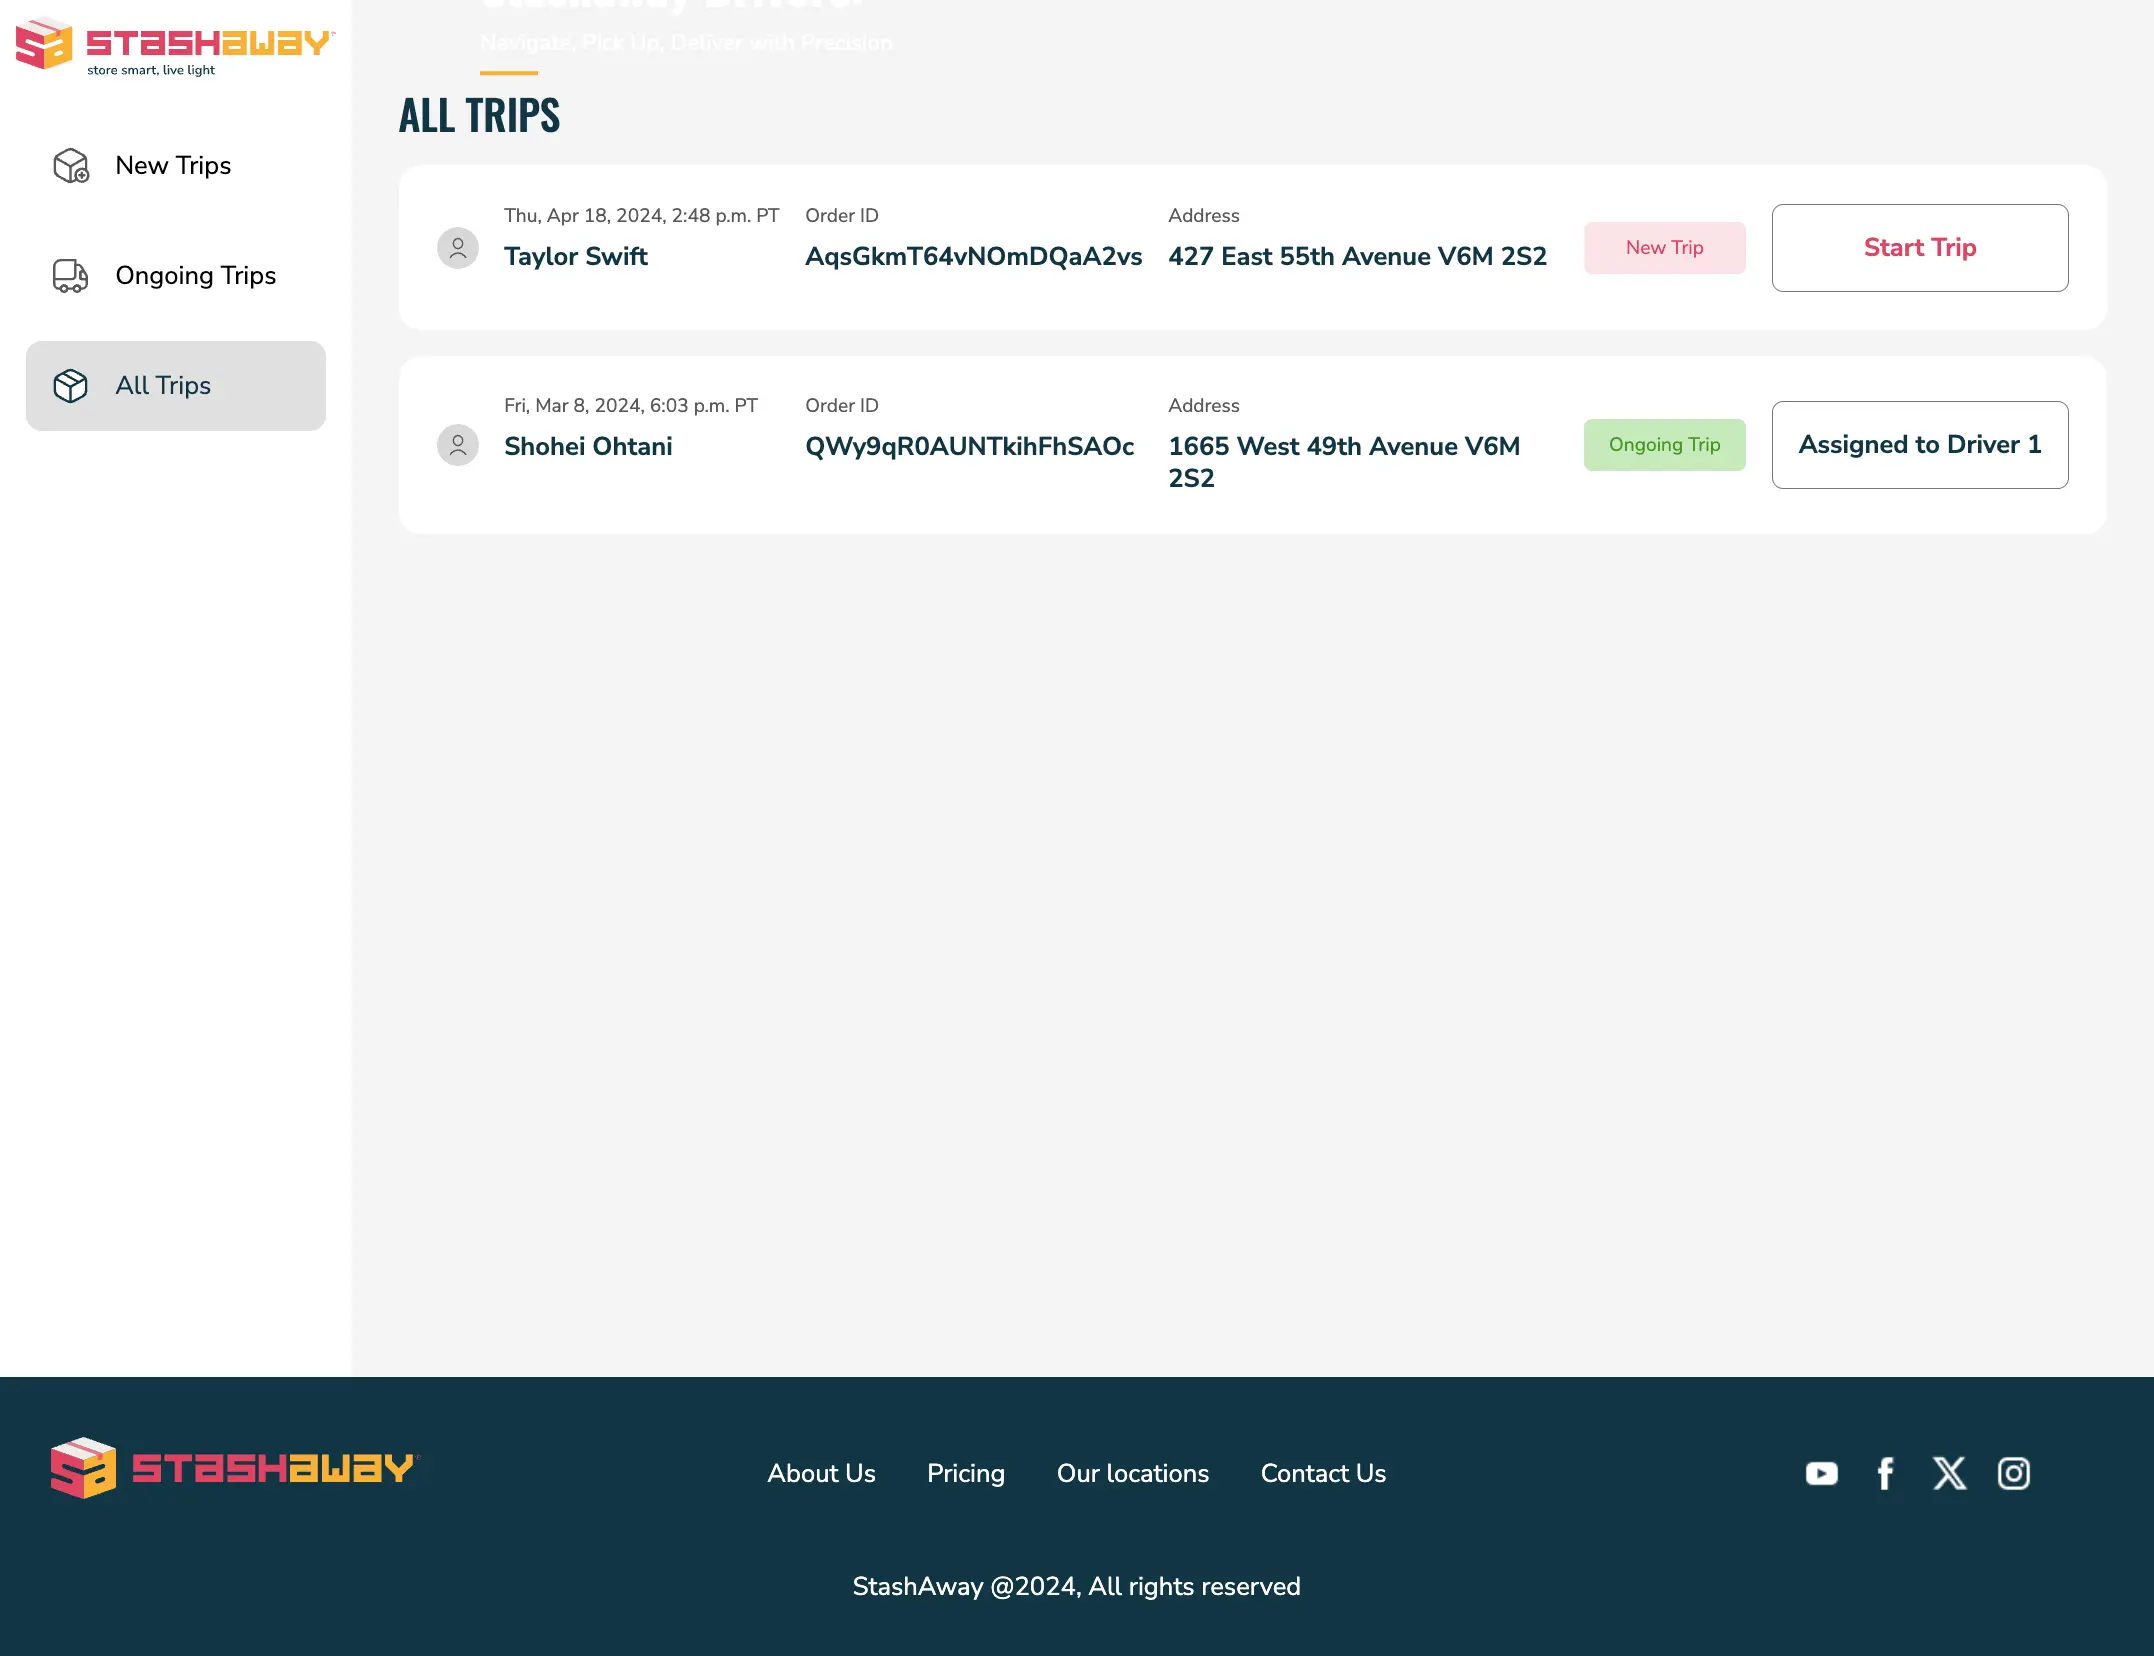 STASHAWAY
store smart, live light
New Trips
Ongoing Trips
All Trips
Navigate, Pick Up, Deliver with Precision
ALL TRIPS
Thu, Apr 18, 2024, 2:48 p.m. PT
Taylor Swift
Order ID
AqsGkmT64vNOmDQaA2vs
Address
427 East 55th Avenue V6M 2S2
New Trip
Start Trip
Fri, Mar 8, 2024, 6:03 p.m. PT
Shohei Ohtani
Order ID
QWy9qR0AUNTkihFhSAOc
Address
1665 West 49th Avenue V6M
2S2
Ongoing Trip
Assigned to Driver 1
STASHAWAY
About Us
Pricing
Our locations
Contact Us
StashAway @2024, All rights reserved